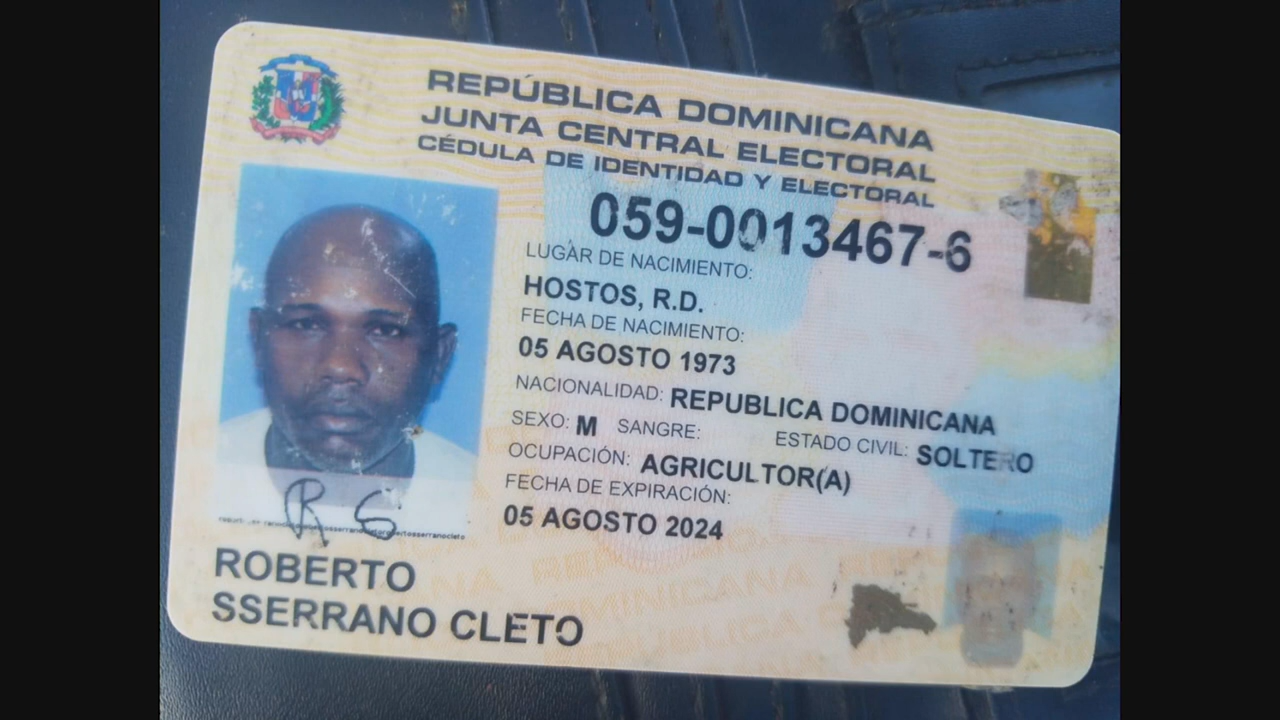 REPÚBLICA DOMINICANA
JUNTA CENTRAL ELECTORAL
CÉDULA DE IDENTIDAD Y ELECTORAL
059-0013467-6
LUGAR DE NACIMIENTO:
HOSTOS, R.D.
FECHA DE NACIMIENTO:
05 AGOSTO 1973
NACIONALIDAD: REPUBLICA DOMINICANA
SEXO: M SANGRE: ESTADO CIVIL: SOLTERO
OCUPACIÓN: AGRICULTOR(A)
FECHA DE EXPIRACIÓN:
05 AGOSTO 2024
R S
ROBERTO
SSERRANO CLETO